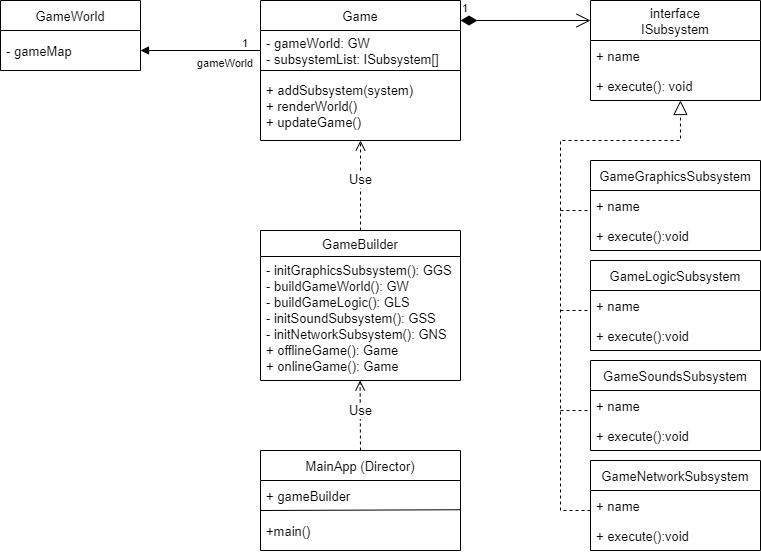 GameWorld
- gameMap
1
gameWorld
Game
- gameWorld: GW
- subsystemList: ISubsystem[]
+ addSubsystem(system)
+ renderWorld()
+ updateGame()
1
interface
ISubsystem
+ name
+ execute(): void
Use
GameBuilder
- initGraphicsSubsystem(): GGS
- buildGameWorld(): GW
- buildGameLogic(): GLS
- initSoundSubsystem(): GSS
- initNetworkSubsystem(): GNS
+ offlineGame(): Game
+ onlineGame(): Game
Use
MainApp (Director)
+ gameBuilder
+main()
GameGraphicsSubsystem
+ name
+ execute():void
GameLogicSubsystem
+ name
+ execute():void
GameSoundsSubsystem
+ name
+ execute():void
GameNetworkSubsystem
+ name
+ execute():void